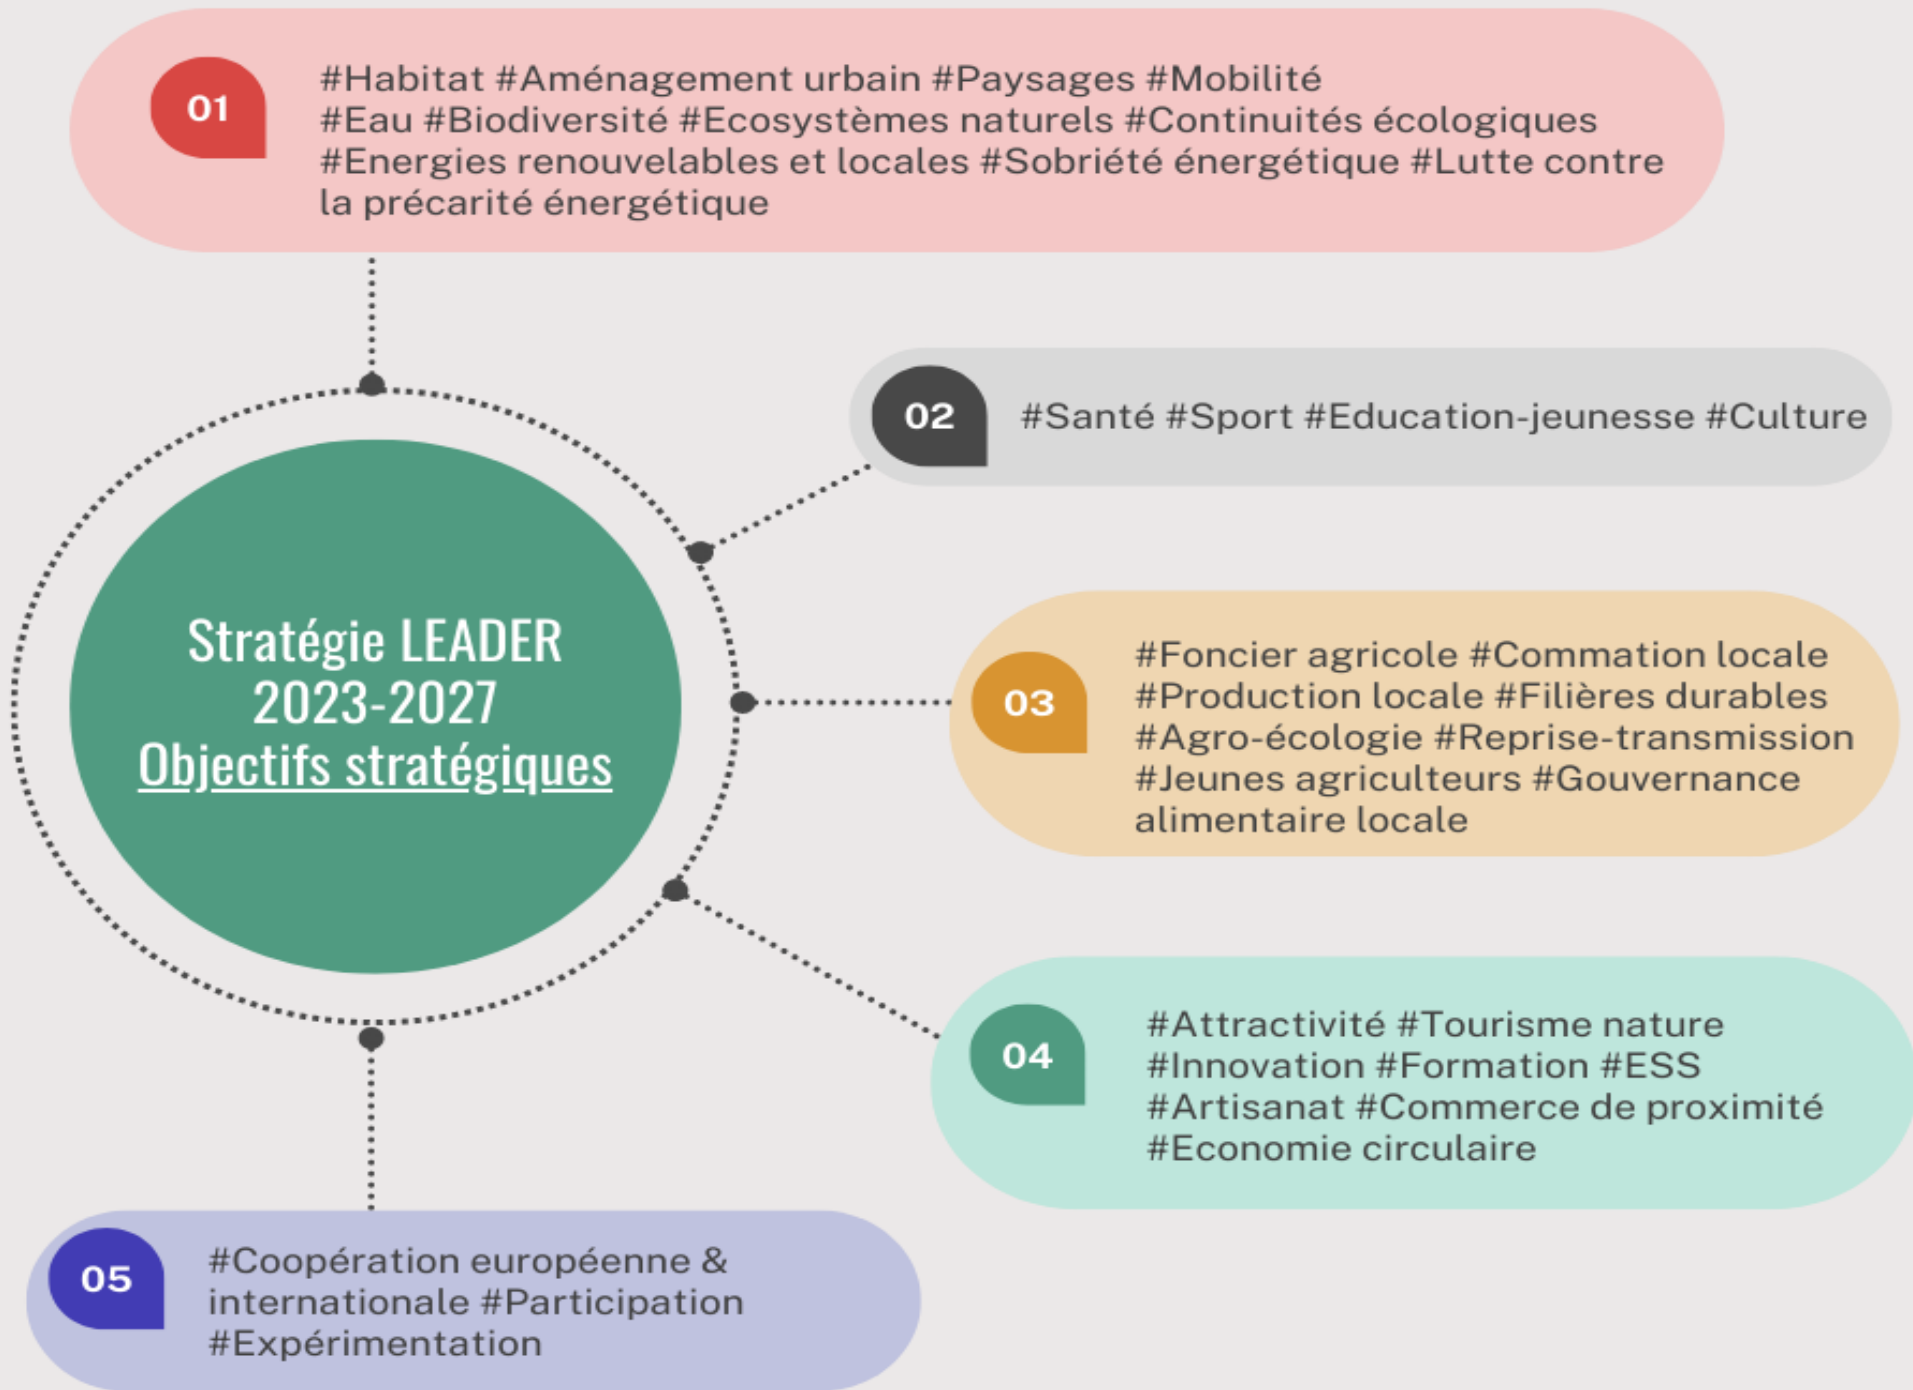 01
#Habitat #Aménagement urbain #Paysages #Mobilité
#Eau #Biodiversité #Ecosystèmes naturels #Continuités écologiques
#Energies renouvelables et locales #Sobriété énergétique #Lutte contre
la précarité énergétique
02
#Santé #Sport #Education-jeunesse #Culture
Stratégie LEADER
2023-2027
Objectifs stratégiques
03
#Foncier agricole #Commation locale
#Production locale #Filières durables
#Agro-écologie #Reprise-transmission
#Jeunes agriculteurs #Gouvernance
alimentaire locale
04
#Attractivité #Tourisme nature
#Innovation #Formation #ESS
#Artisanat #Commerce de proximité
#Economie circulaire
05
#Coopération européenne &
internationale #Participation
#Expérimentation